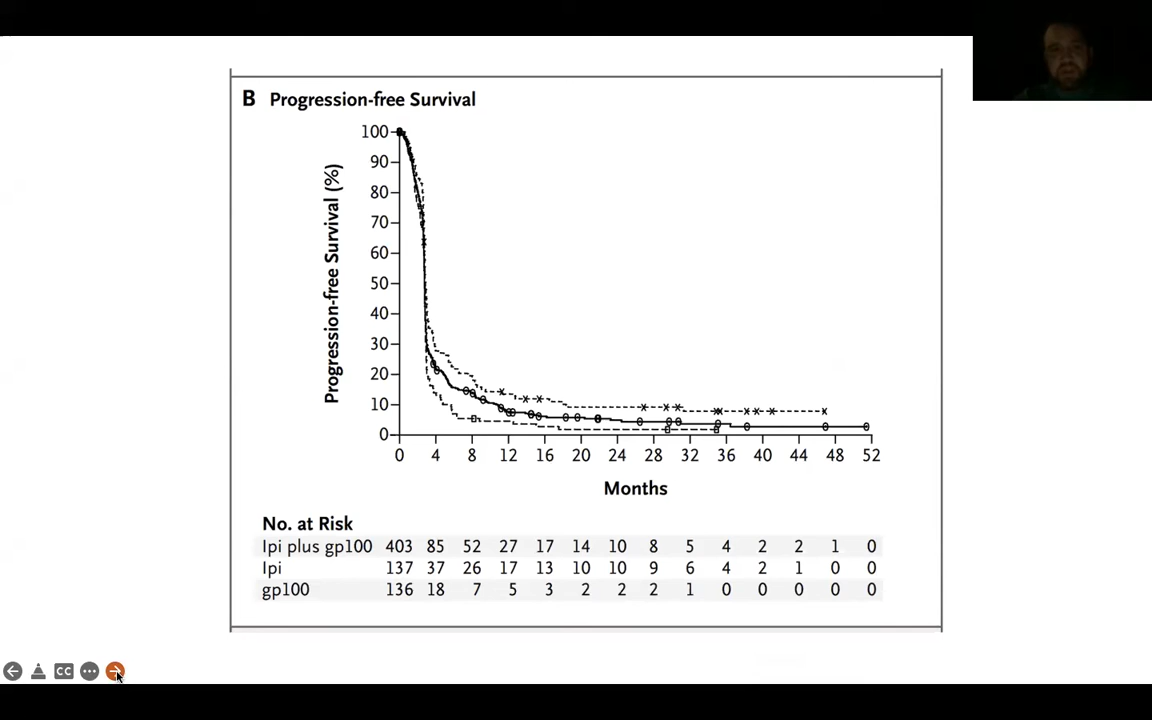 B Progression-free Survival
Progression-free Survival (%)
100
90
80
70
60
50
40
30
20
10
0
0 4 8 12 16 20 24 28 32 36 40 44 48 52
Months
No. at Risk
Ipi plus gp100 403 85 52 27 17 14 10 8 5 4 2 2 1 0
Ipi 137 37 26 17 13 10 10 9 6 4 2 1 0 0
gp100 136 18 7 5 3 2 2 2 1 0 0 0 0 0
CC